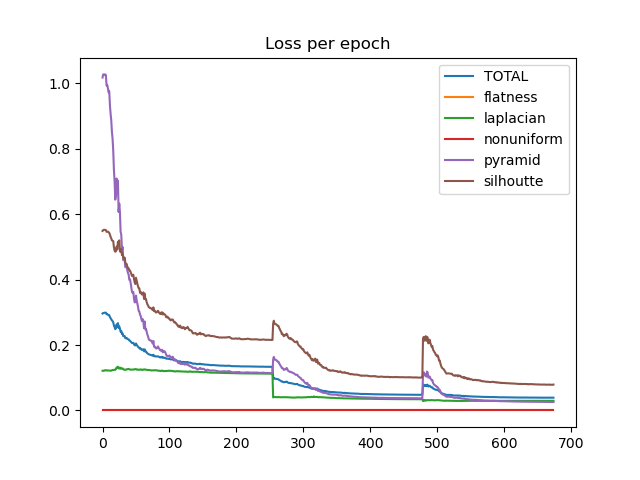 Loss per epoch
1.0
0.8
0.6
0.4
0.2
0.0
0 100 200 300 400 500 600 700
TOTAL
flatness
laplacian
nonuniform
pyramid
silhoutte